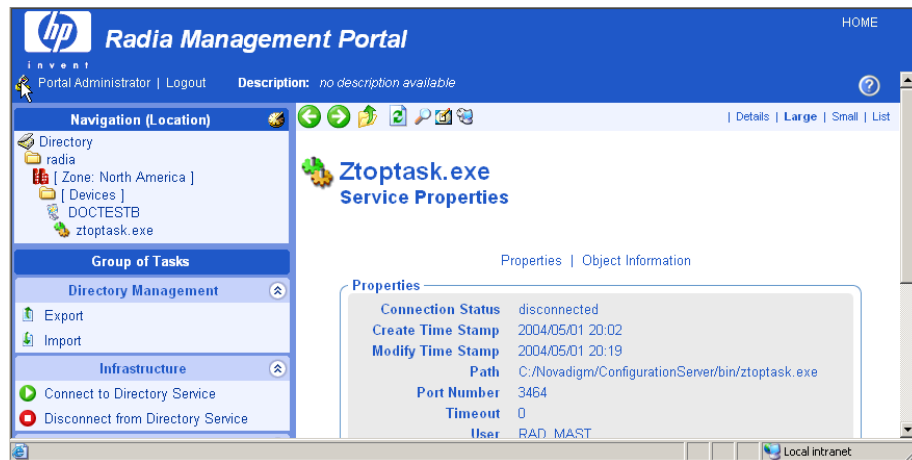 hp
invent
Radia Management Portal
HOME
Portal Administrator | Logout
Description: no description available
?
Navigation (Location)
Directory
radia
[ Zone: North America ]
[ Devices ]
DOCTESTB
ztoptask.exe
Group of Tasks
Directory Management
Export
Import
Infrastructure
Connect to Directory Service
Disconnect from Directory Service
| Details | Large | Small | List
Ztoptask.exe
Service Properties
Properties | Object Information
Properties
Connection Status disconnected
Create Time Stamp 2004/05/01 20:02
Modify Time Stamp 2004/05/01 20:19
Path C:/Novadigm/ConfigurationServer/bin/ztoptask.exe
Port Number 3464
Timeout 0
User RAD_MAST
Local intranet